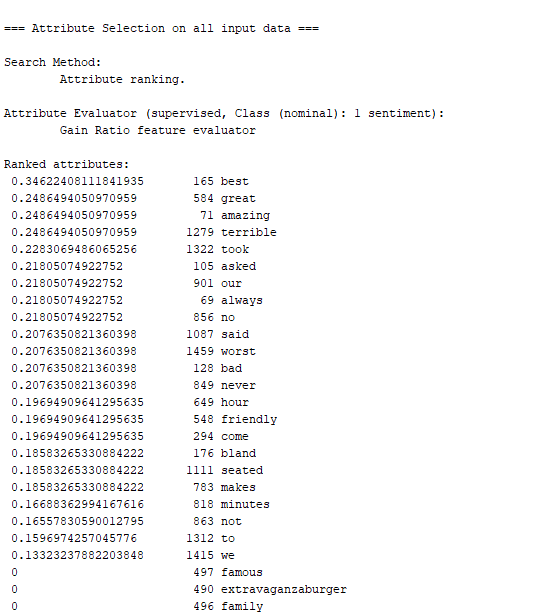 === Attribute Selection on all input data ===
Search Method:
Attribute ranking.
Attribute Evaluator (supervised, Class (nominal): 1 sentiment):
Gain Ratio feature evaluator
Ranked attributes:
0.34622408111841935 165 best
0.2486494050970959 584 great
0.2486494050970959 71 amazing
0.2486494050970959 1279 terrible
0.2283069486065256 1322 took
0.21805074922752 105 asked
0.21805074922752 901 our
0.21805074922752 69 always
0.21805074922752 856 no
0.2076350821360398 1087 said
0.2076350821360398 1459 worst
0.2076350821360398 128 bad
0.2076350821360398 849 never
0.19694909641295635 649 hour
0.19694909641295635 548 friendly
0.19694909641295635 294 come
0.18583265330884222 176 bland
0.18583265330884222 1111 seated
0.18583265330884222 783 makes
0.16688362994167616 818 minutes
0.16557830590012795 863 not
0.1596974257045776 1312 to
0.13323237882203848 1415 we
0 497 famous
0 490 extravaganzaburger
0 496 family